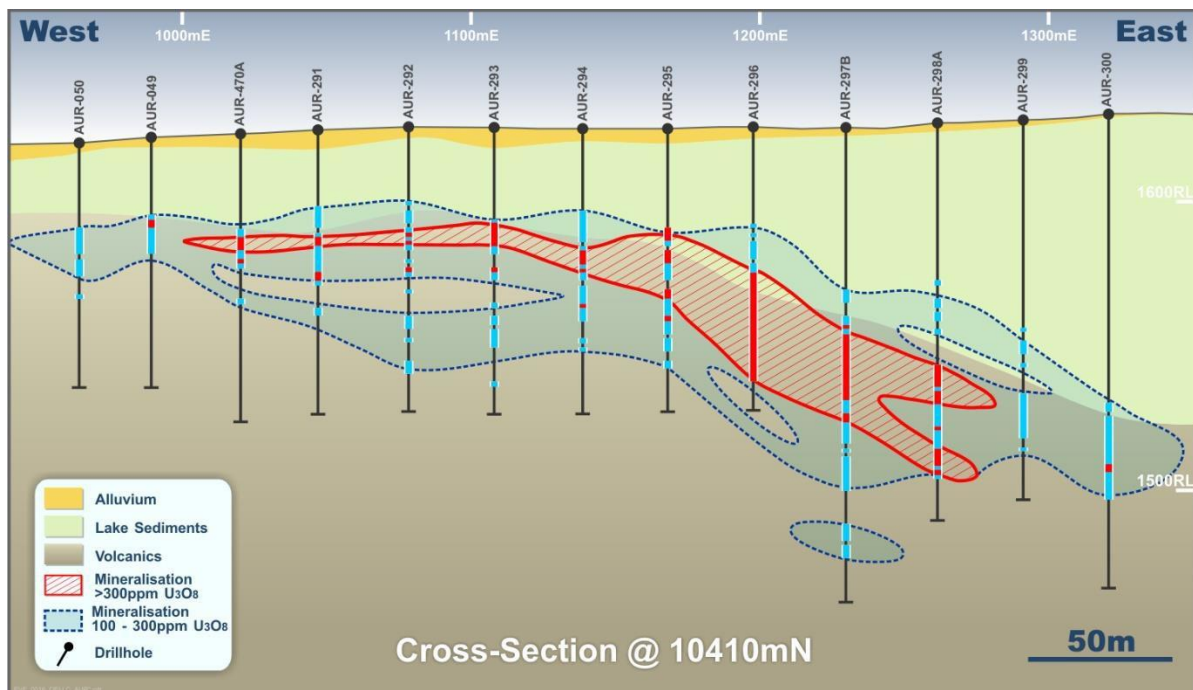 West
East
1000mE
1100mE
1200mE
1300mE
AUR-050
AUR-049
AUR-470A
AUR-291
AUR-292
AUR-293
AUR-294
AUR-295
AUR-296
AUR-297B
AUR-298A
AUR-299
AUR-300
1600RL
1500RL
Alluvium
Lake Sediments
Volcanics
Mineralisation
>300ppm U3O8
Mineralisation
100 - 300ppm U3O8
Drillhole
Cross-Section @ 10410mN
50m